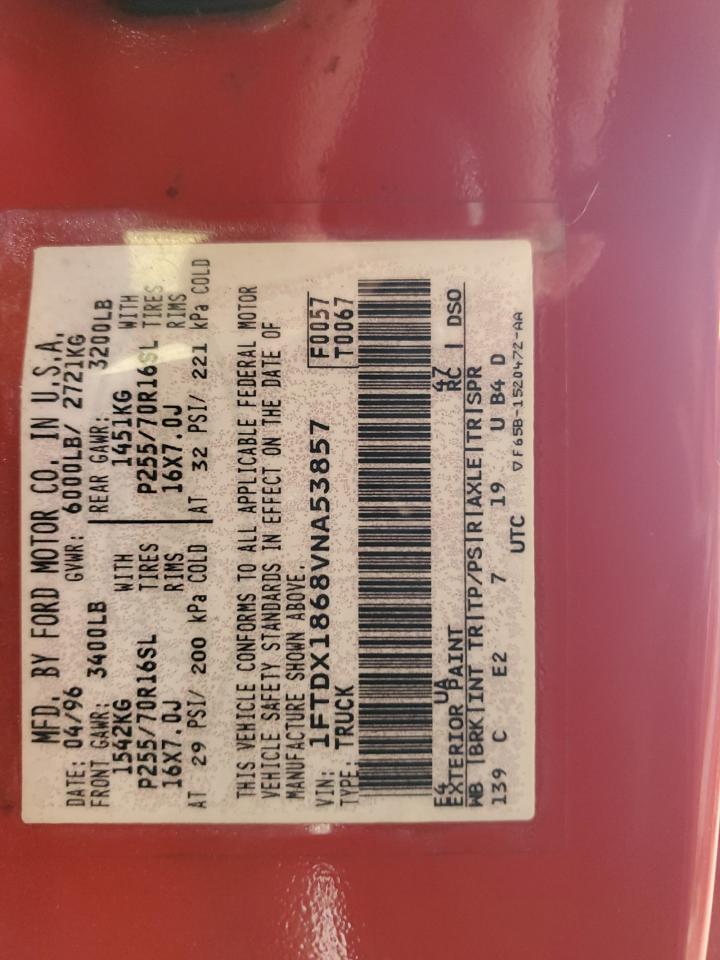 MFD. BY FORD MOTOR CO. IN U.S.A.
DATE: 04/96 GVWR: 6000LB/ 2721KG
FRONT GAWR: 3400LB REAR GAWR: 3200LB
1542KG WITH 1451KG WITH
P255/70R16SL TIRES P255/70R16SL TIRES
16X7.0J RIMS 16X7.0J RIMS
AT 29 PSI/ 200 kPa COLD AT 32 PSI/ 221 kPa COLD
THIS VEHICLE CONFORMS TO ALL APPLICABLE FEDERAL MOTOR
VEHICLE SAFETY STANDARDS IN EFFECT ON THE DATE OF
MANUFACTURE SHOWN ABOVE.
VIN: 1FTDX1868VNA53857 F0057
TYPE: TRUCK T0067
E4 UA 47
EXTERIOR PAINT RC | DSO
WB |BRK|INT TR|TP/PS|R|AXLE|TR|SPR
139 C E2 7 19 U B4 D
UTC ▽F65B-1520472-AA